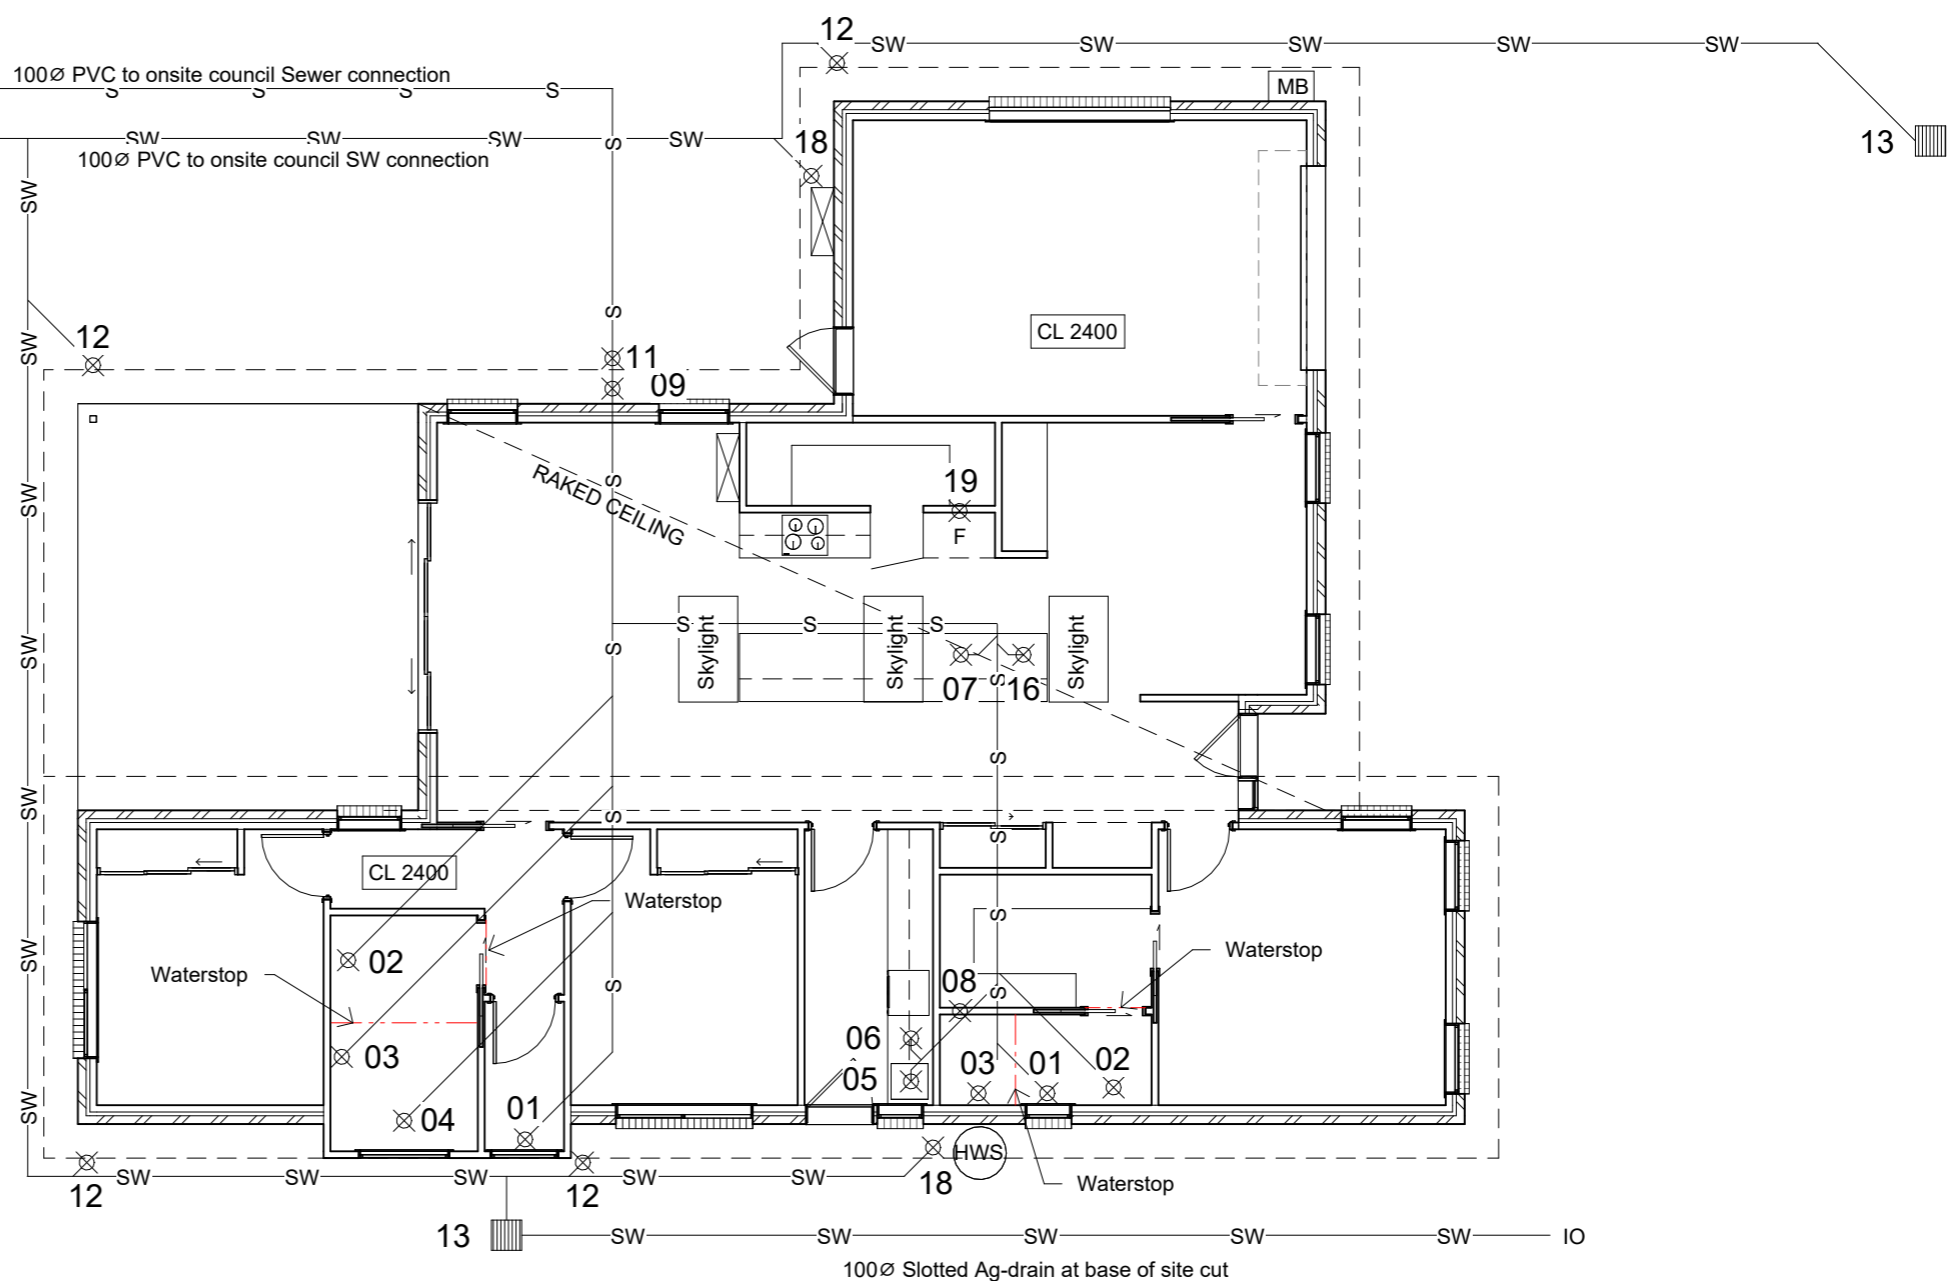 12
SW SW SW SW SW
100∅ PVC to onsite council Sewer connection
S S S S
MB
SW SW SW SW
S
18
13
100∅ PVC to onsite council SW connection
SW
S
CL 2400
12
SW
11
09
RAKED CEILING
S
19
F
SW
S S S
Skylight
Skylight
Skylight
S
SW
07
S
16
S
SW
S
S
CL 2400
Waterstop
S
02
Waterstop
SW
Waterstop
S
08
S
03
06
05
03
01
02
04
01
SW
HWS
12
SW SW SW
12
SW SW
18
Waterstop
13
SW SW SW SW SW IO
100∅ Slotted Ag-drain at base of site cut